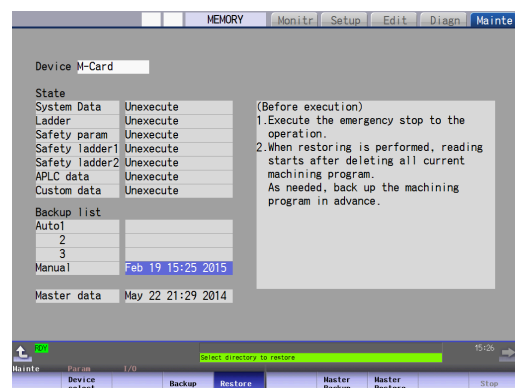 MEMORY Monitr Setup Edit Diagn Mainte
Device M-Card
State
System Data Unexecute
Ladder Unexecute
Safety param Unexecute
Safety ladder1 Unexecute
Safety ladder2 Unexecute
APLC data Unexecute
Custom data Unexecute
(Before execution)
1.Execute the emergency stop to the
operation.
2.When restoring is performed, reading
starts after deleting all current
machining program.
As needed, back up the machining
program in advance.
Backup list
Auto1
2
3
Manual Feb 19 15:25 2015
Master data May 22 21:29 2014
RDY 15:26
Select directory to restore
Mainte Param I/O
Device
select Backup Restore Master
Backup Master
Restore Stop